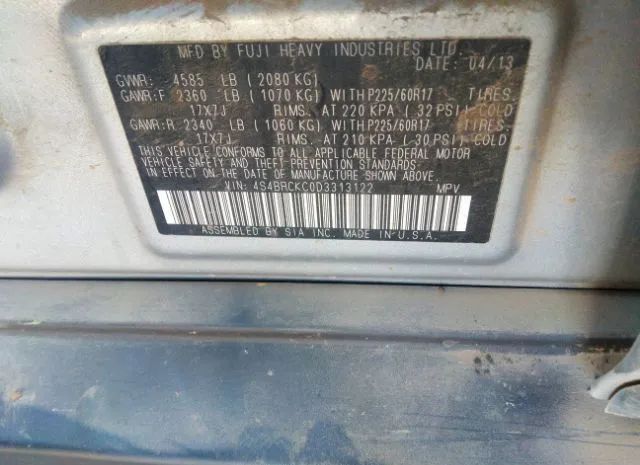 MFD BY FUJI HEAVY INDUSTRIES LTD.
DATE: 04/13
GVWR: 4585 LB (2080 KG)
GAWR:F 2360 LB (1070 KG) WITH P225/60R17 TIRES,
17X7J RIMS, AT 220 KPA (32 PSI) COLD
GAWR:R 2340 LB (1060 KG) WITH P225/60R17 TIRES,
17X7J RIMS, AT 210 KPA (30 PSI) COLD
THIS VEHICLE CONFORMS TO ALL APPLICABLE FEDERAL MOTOR
VEHICLE SAFETY AND THEFT PREVENTION STANDARDS
IN EFFECT ON THE DATE OF MANUFACTURE SHOWN ABOVE.
VIN: 4S4BRCKC0D3313122 MPV
ASSEMBLED BY SIA INC. MADE IN U.S.A.